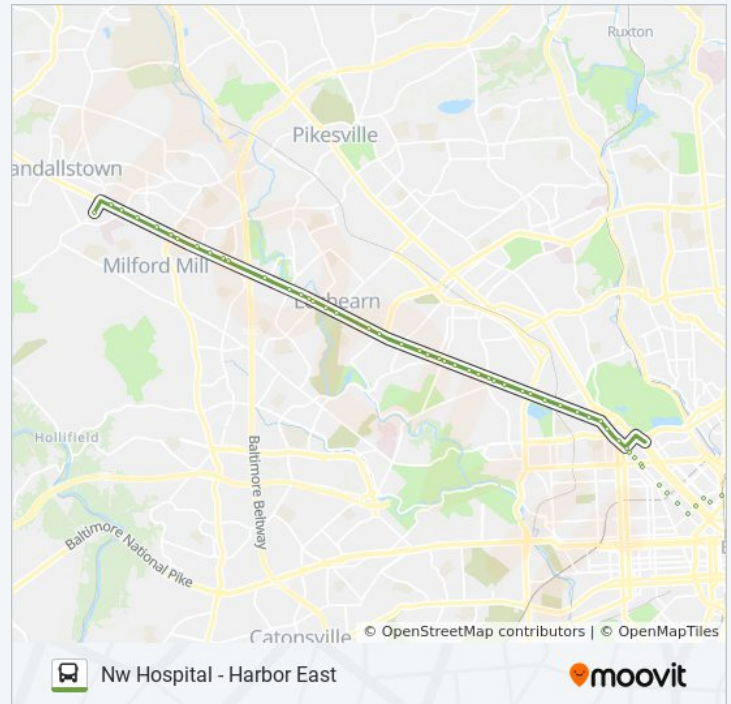 Ruxton
Pikesville
andallstown
Milford Mill
Hollifield
Baltimore Beltway
Baltimore National Pike
Catonsville
© OpenStreetMap contributors | © OpenMapTiles
Nw Hospital - Harbor East
moovit